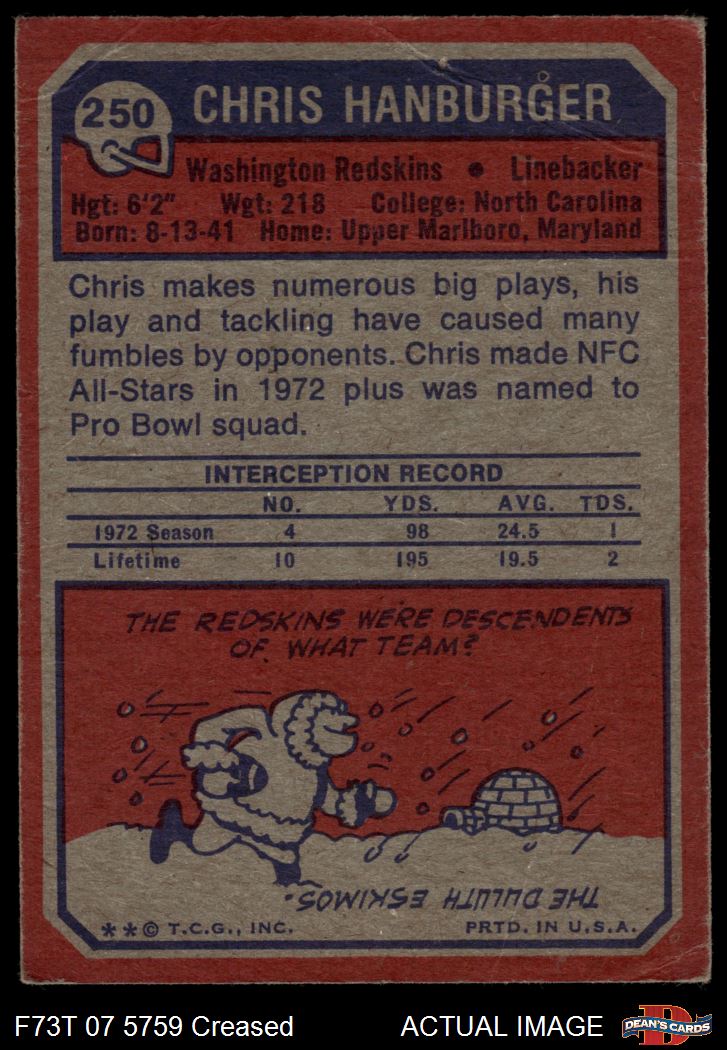 250 CHRIS HANBURGER
Washington Redskins • Linebacker
Hgt: 6'2" Wgt: 218 College: North Carolina
Born: 8-13-41 Home: Upper Marlboro, Maryland
Chris makes numerous big plays, his
play and tackling have caused many
fumbles by opponents. Chris made NFC
All-Stars in 1972 plus was named to
Pro Bowl squad.
INTERCEPTION RECORD
NO. YDS. AVG. TDS.
1972 Season 4 98 24.5 1
Lifetime 10 195 19.5 2
THE REDSKINS WERE DESCENDENTS
OF WHAT TEAM?
THE DULUTH ESKIMOS.
**© T.C.G., INC. PRTD. IN U.S.A.
F73T 07 5759 Creased ACTUAL IMAGE
D
DEAN'S CARDS